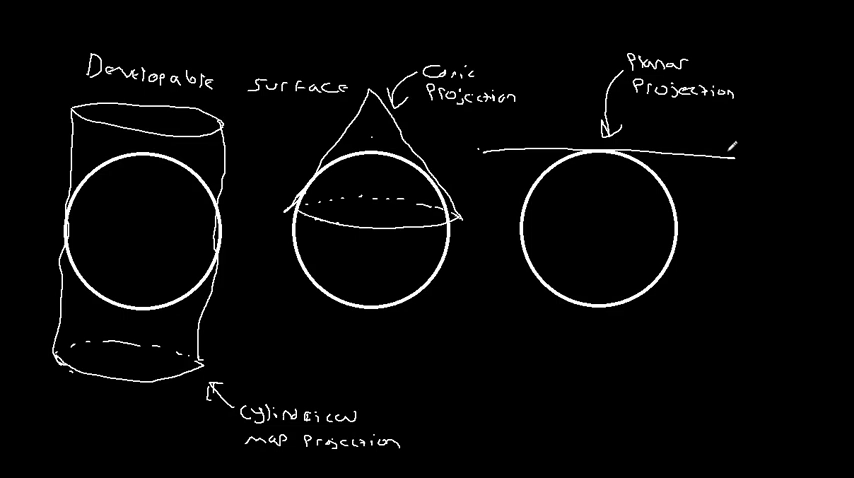 Developable surface
Conic
Projection
Planar
Projection
Cylindrical
map projection